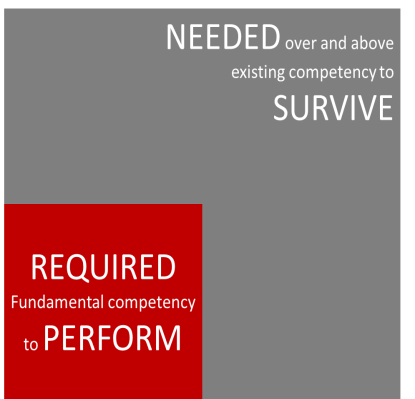 NEEDED over and above
existing competency to
SURVIVE
REQUIRED
Fundamental competency
to PERFORM